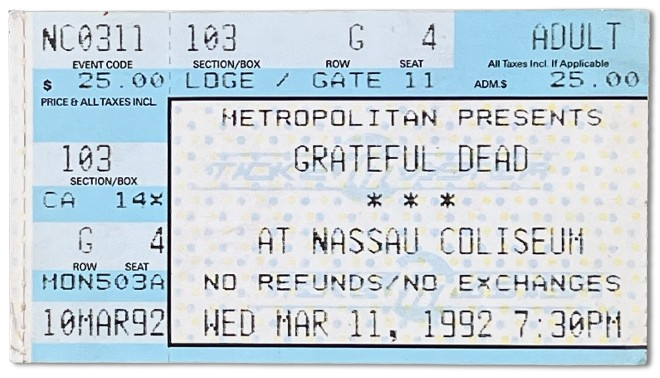 NC0311 103 G 4 ADULT
EVENT CODE SECTION/BOX ROW SEAT All Taxes Incl. If Applicable
$ 25.00 LOGE / GATE 11 ADM.$ 25.00
PRICE & ALL TAXES INCL.
METROPOLITAN PRESENTS
103 GRATEFUL DEAD
SECTION/BOX
CA 14X * * *
G 4 AT NASSAU COLISEUM
ROW SEAT
MON503A NO REFUNDS/NO EXCHANGES
10MAR92 WED MAR 11, 1992 7:30PM